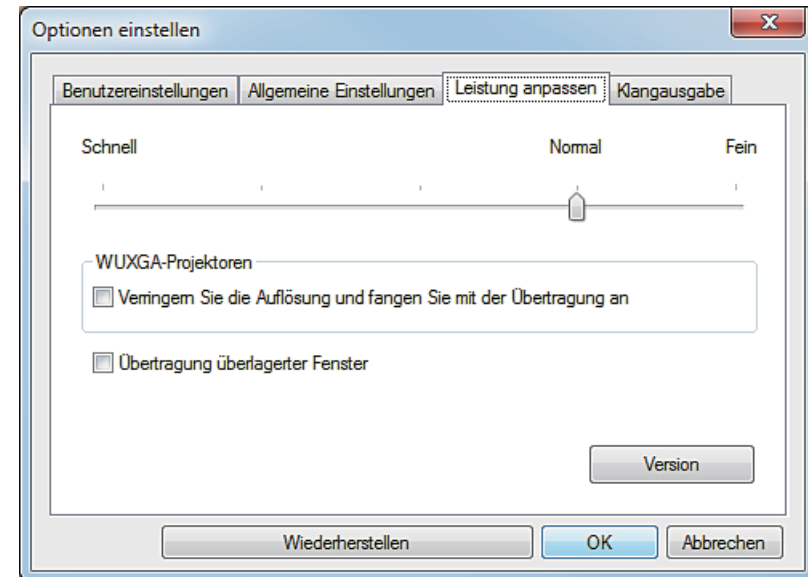 Optionen einstellen
Benutzereinstellungen Allgemeine Einstellungen Leistung anpassen Klangausgabe
Schnell Normal Fein
WUXGA-Projektoren
Verringern Sie die Auflösung und fangen Sie mit der Übertragung an
Übertragung überlagerter Fenster
Version
Wiederherstellen OK Abbrechen